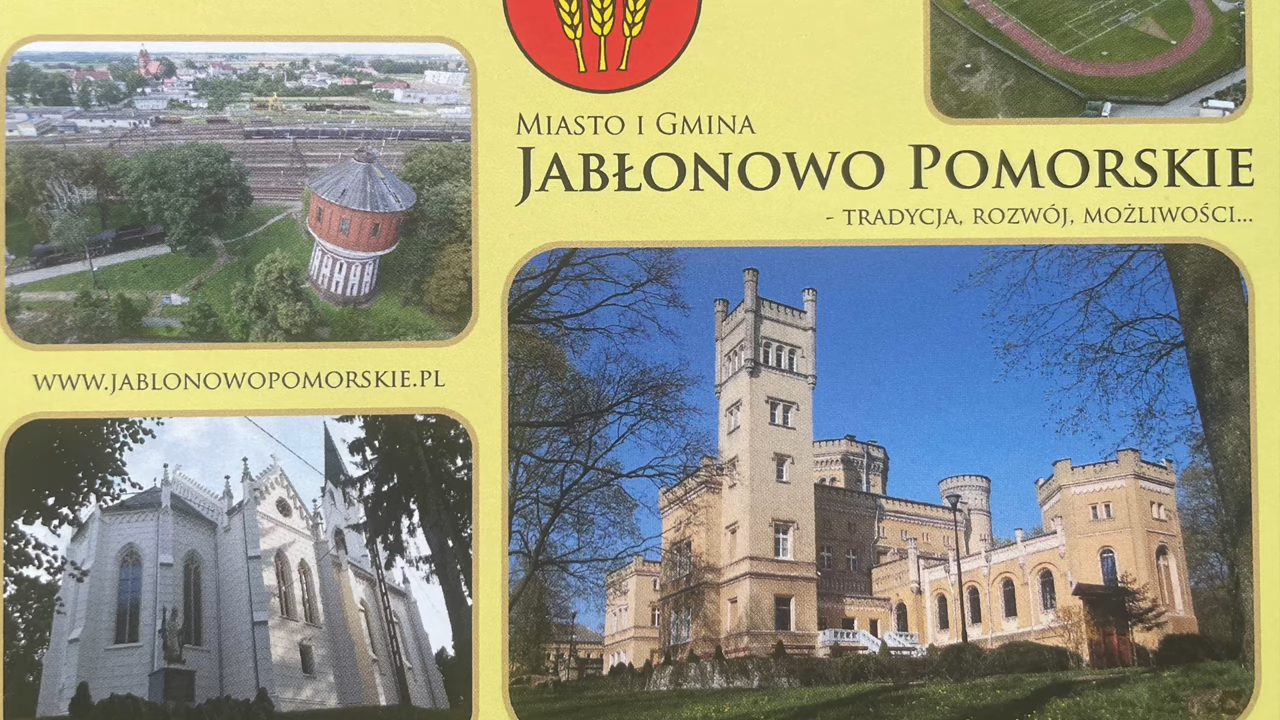 MIASTO I GMINA
JABŁONOWO POMORSKIE
- TRADYCJA, ROZWÓJ, MOŻLIWOŚCI...
WWW.JABLONOWOPOMORSKIE.PL